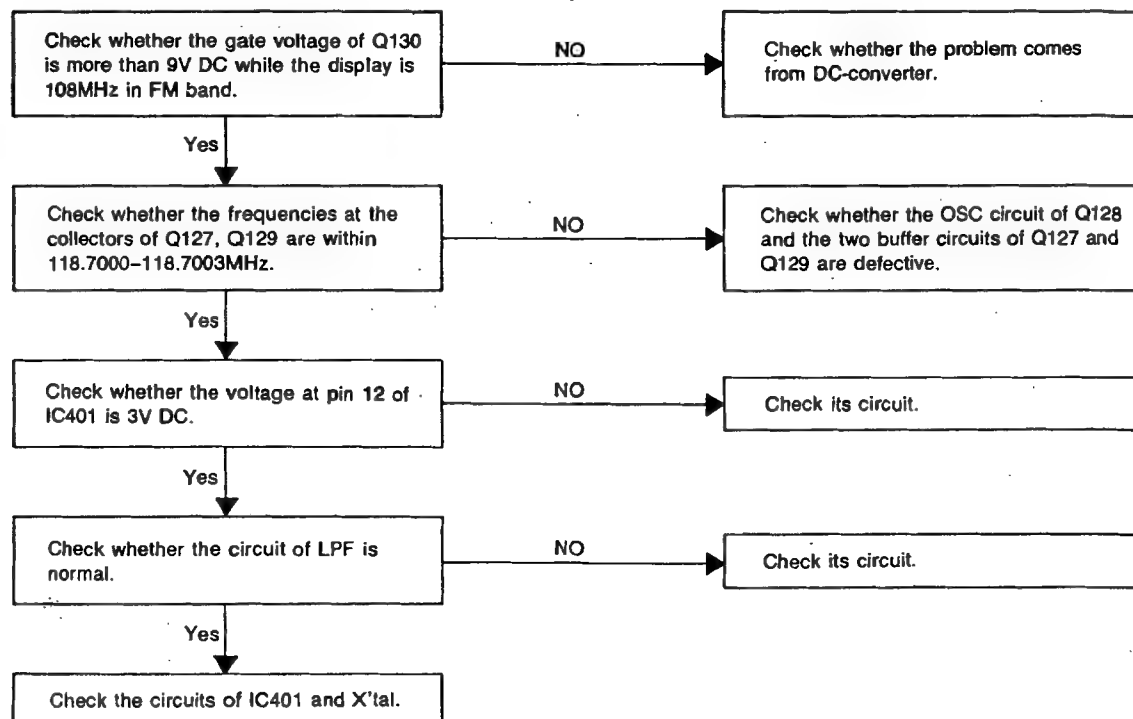 Check whether the gate voltage of Q130
is more than 9V DC while the display is
108MHz in FM band.
NO
Check whether the problem comes
from DC-converter.
Yes
Check whether the frequencies at the
collectors of Q127, Q129 are within
118.7000–118.7003MHz.
NO
Check whether the OSC circuit of Q128
and the two buffer circuits of Q127 and
Q129 are defective.
Yes
Check whether the voltage at pin 12 of
IC401 is 3V DC.
NO
Check its circuit.
Yes
Check whether the circuit of LPF is
normal.
NO
Check its circuit.
Yes
Check the circuits of IC401 and X'tal.